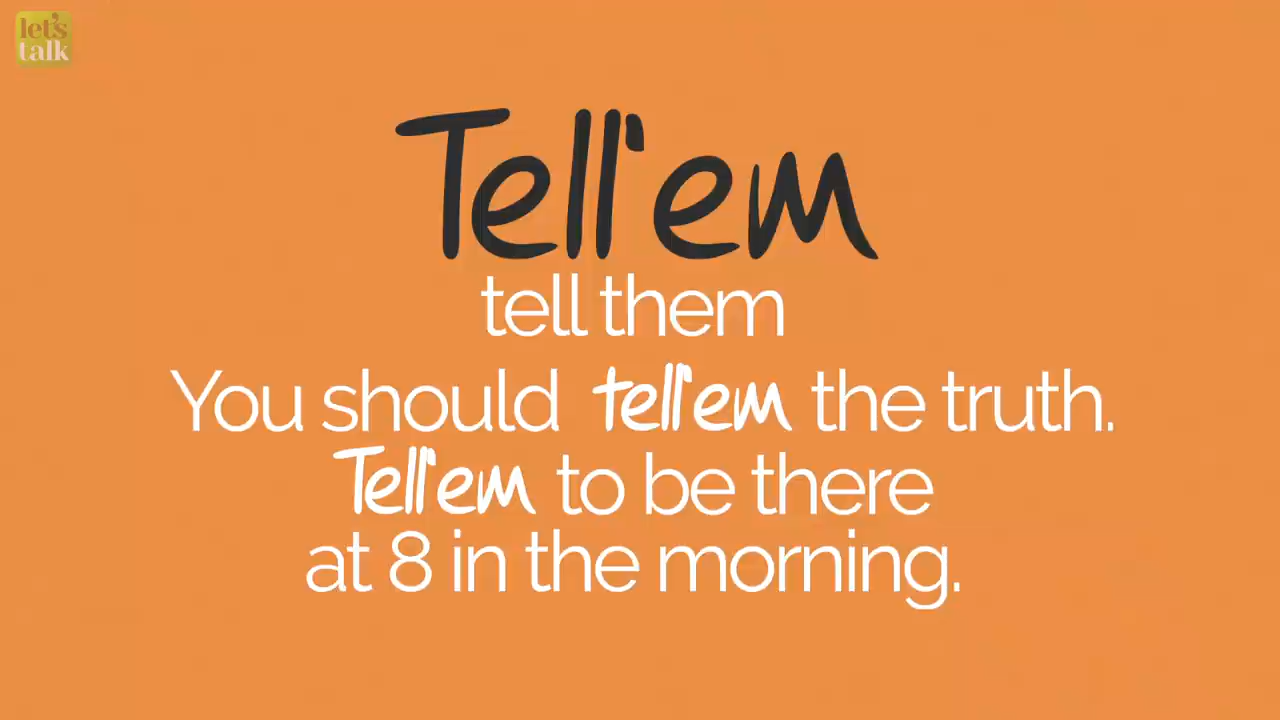 let's
talk
Tell'em
tell them
You should tell'em the truth.
Tell'em to be there
at 8 in the morning.